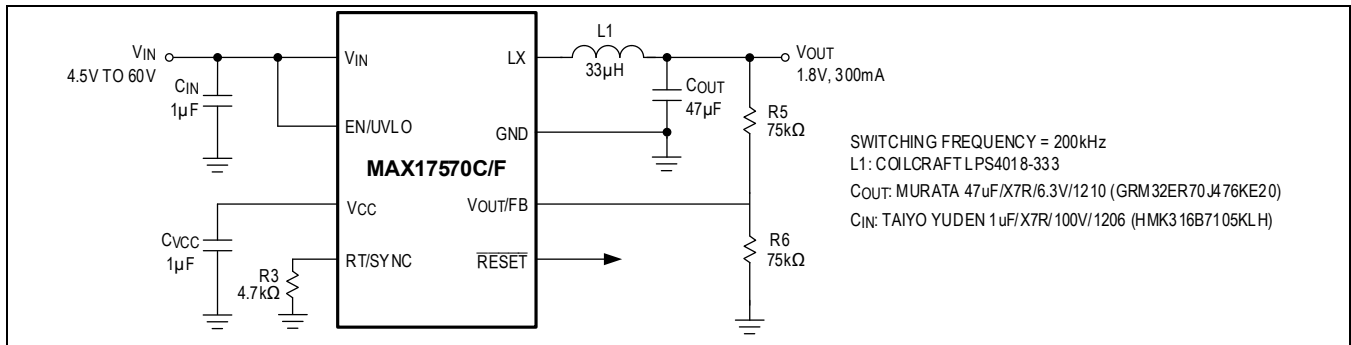 VIN
4.5V TO 60V
CIN
1µF
VIN
EN/UVLO
MAX17570C/F
VCC
CVCC
1µF
RT/SYNC
R3
4.7kΩ
LX
GND
VOUT/FB
RESET
L1
33µH
COUT
47µF
VOUT
1.8V, 300mA
R5
75kΩ
R6
75kΩ
SWITCHING FREQUENCY = 200kHz
L1: COILCRAFT LPS4018-333
COUT: MURATA 47uF/X7R/6.3V/1210 (GRM32ER70J476KE20)
CIN: TAIYO YUDEN 1uF/X7R/100V/1206 (HMK316B7105KLH)